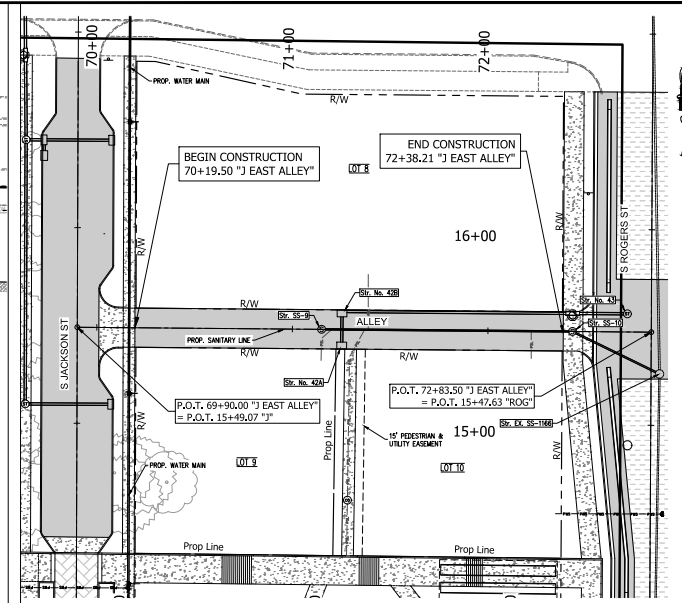 70+00
71+00
72+00
PROP. WATER MAIN
R/W
BEGIN CONSTRUCTION
70+19.50 "J EAST ALLEY"
END CONSTRUCTION
72+38.21 "J EAST ALLEY"
LOT 8
R/W
R/W
16+00
S ROGERS ST
R/W
Str. No. 42B
Str. No. 43
Str. SS-9
ALLEY
Str. SS-10
PROP. SANITARY LINE
S JACKSON ST
R/W
R/W
Str. No. 42A
P.O.T. 69+90.00 "J EAST ALLEY"
= P.O.T. 15+49.07 "J"
P.O.T. 72+83.50 "J EAST ALLEY"
= P.O.T. 15+47.63 "ROG"
R/W
Prop Line
Str. EX. SS-1166
15' PEDESTRIAN &
UTILITY EASEMENT
15+00
R/W
PROP. WATER MAIN
LOT 9
LOT 10
Prop Line
Prop Line